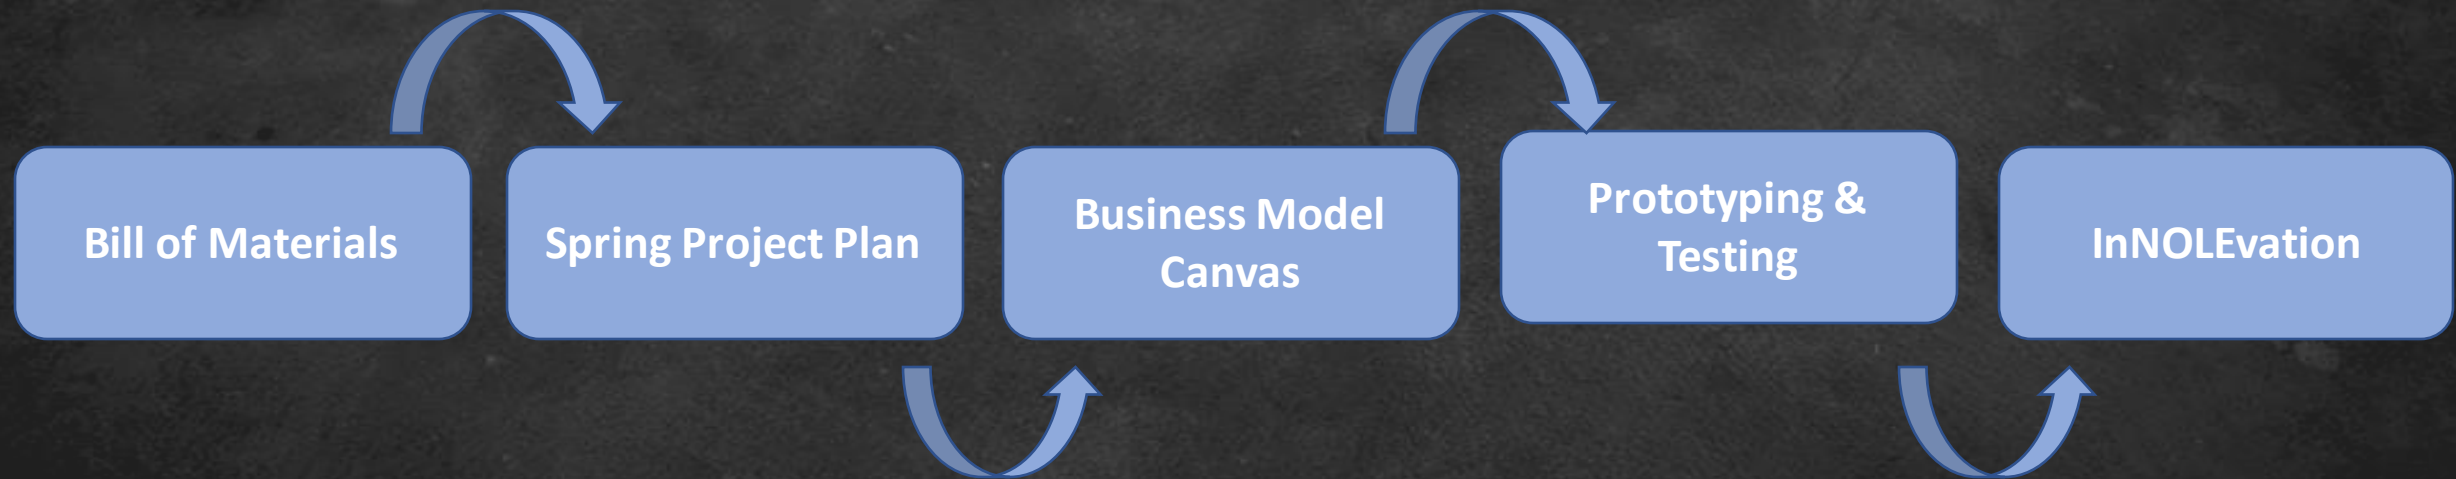 Bill of Materials
Spring Project Plan
Business Model
Canvas
Prototyping &
Testing
InNOLEvation